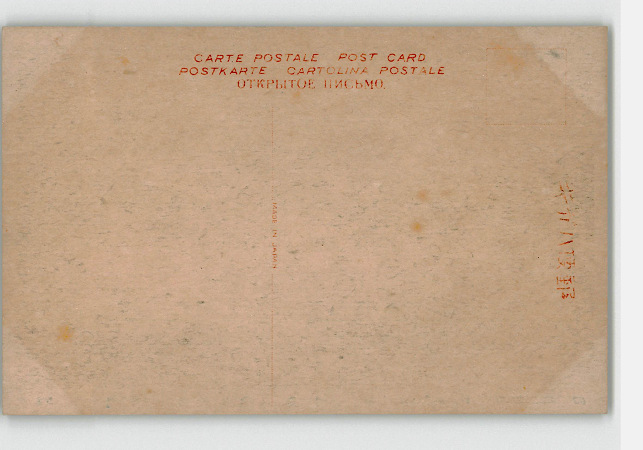 CARTE POSTALE POST CARD
POSTKARTE CARTOLINA POSTALE
ОТКРЫТОЕ ПИСЬМО.
MADE IN JAPAN